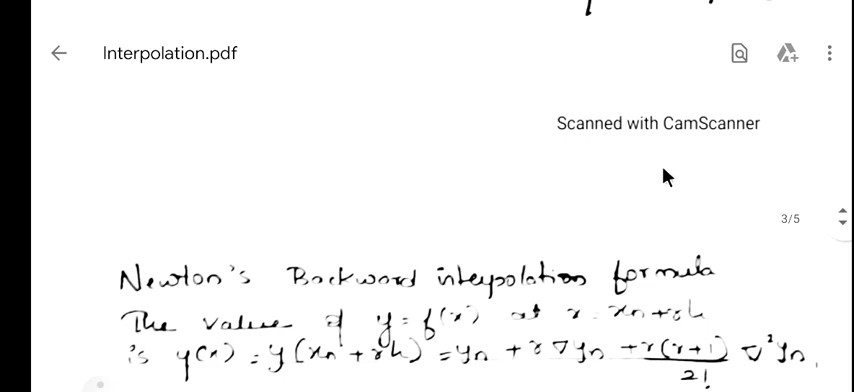 Interpolation.pdf
Scanned with CamScanner
3/5
Newton's Backward interpolation formula
The value of y = f(x) at x = xn + rh
is y(x) = y(xn + rh) = yn + r∇yn + r(r+1)/2! ∇²yn,